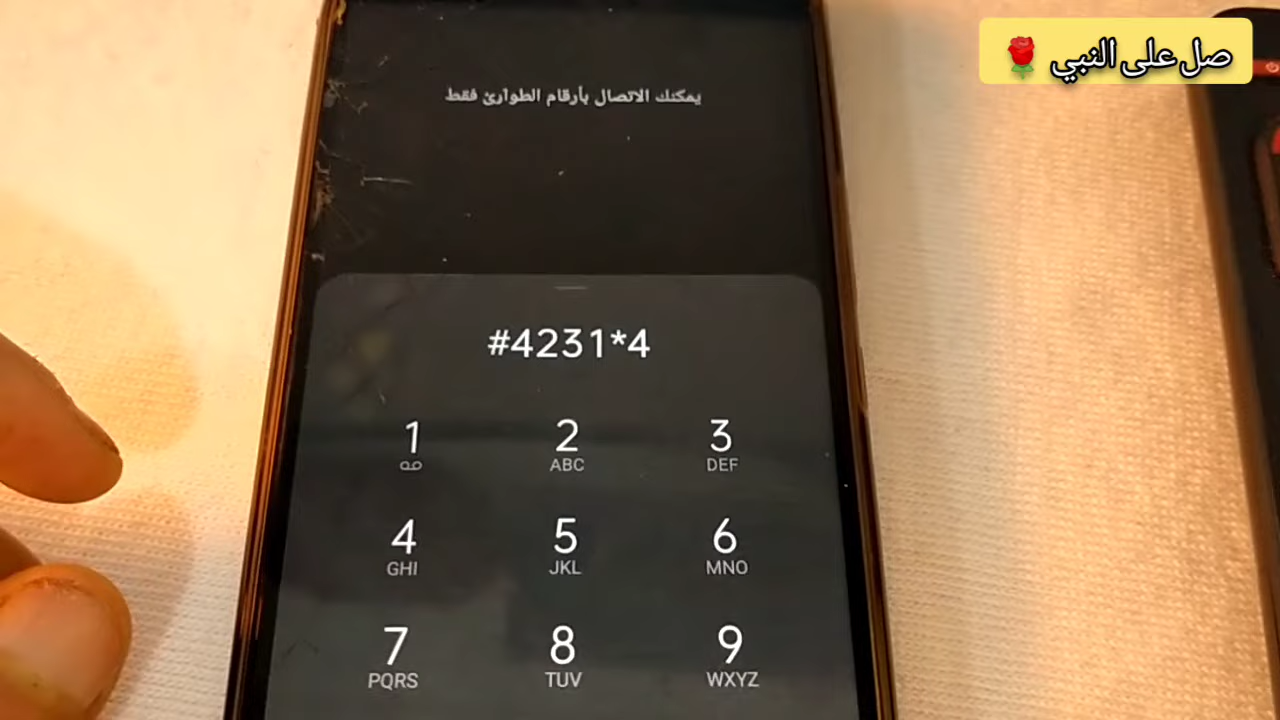 صل على النبي 🌹
يمكنك الاتصال بأرقام الطوارئ فقط
#4231*4
1 2 3
ABC DEF
4 5 6
GHI JKL MNO
7 8 9
PQRS TUV WXYZ